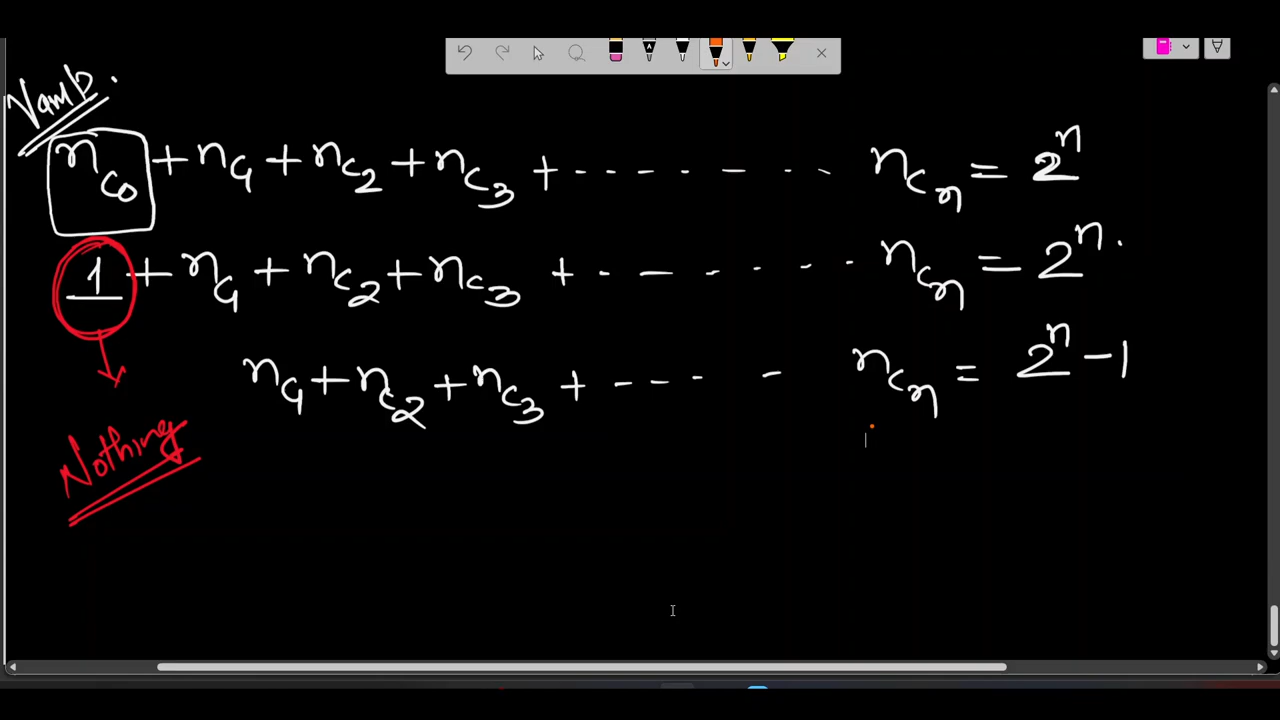 Vamp.
nC0 + nC1 + nC2 + nC3 + ------- nCn = 2^n
1 + nC1 + nC2 + nC3 + ------- nCn = 2^n.
nC1 + nC2 + nC3 + ---- - nCn = 2^n - 1
Nothing